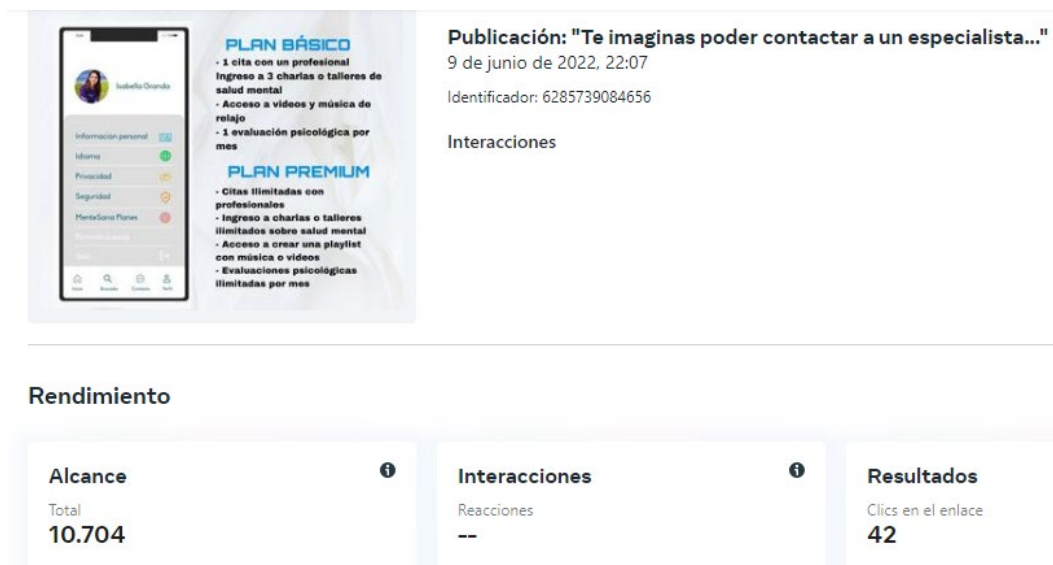 Isabella Granda
Información personal
Idioma
Privacidad
Seguridad
MenteSana Planes
Inicio
Buscador
Contacto
Perfil
PLAN BÁSICO
- 1 cita con un profesional
Ingreso a 3 charlas o talleres de
salud mental
- Acceso a videos y música de
relajo
- 1 evaluación psicológica por
mes
PLAN PREMIUM
- Citas Ilimitadas con
profesionales
- Ingreso a charlas o talleres
ilimitados sobre salud mental
- Acceso a crear una playlist
con música o videos
- Evaluaciones psicológicas
ilimitadas por mes
Publicación: "Te imaginas poder contactar a un especialista..."
9 de junio de 2022, 22:07
Identificador: 6285739084656
Interacciones
Rendimiento
Alcance
Total
10.704
Interacciones
Reacciones
--
Resultados
Clics en el enlace
42